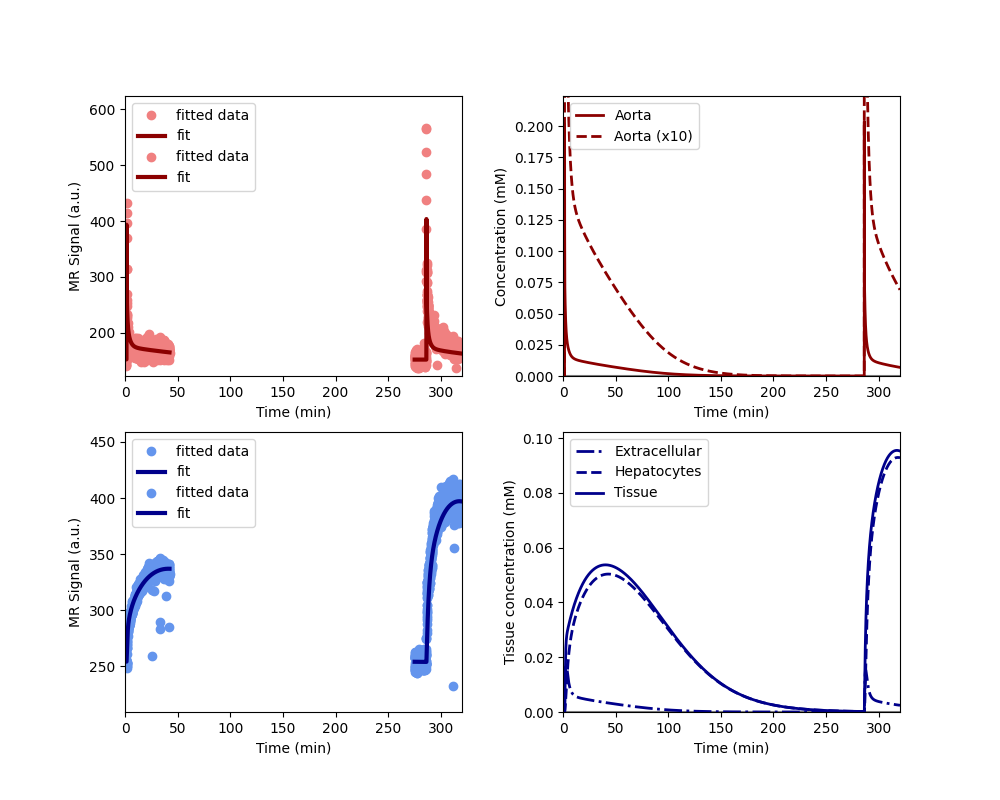 600
500
400
300
200
MR Signal (a.u.)
fitted data
fit
fitted data
fit
0 50 100 150 200 250 300
Time (min)
0.200
0.175
0.150
0.125
0.100
0.075
0.050
0.025
0.000
Concentration (mM)
Aorta
Aorta (x10)
0 50 100 150 200 250 300
Time (min)
450
400
350
300
250
MR Signal (a.u.)
fitted data
fit
fitted data
fit
0 50 100 150 200 250 300
Time (min)
0.10
0.08
0.06
0.04
0.02
0.00
Tissue concentration (mM)
Extracellular
Hepatocytes
Tissue
0 50 100 150 200 250 300
Time (min)